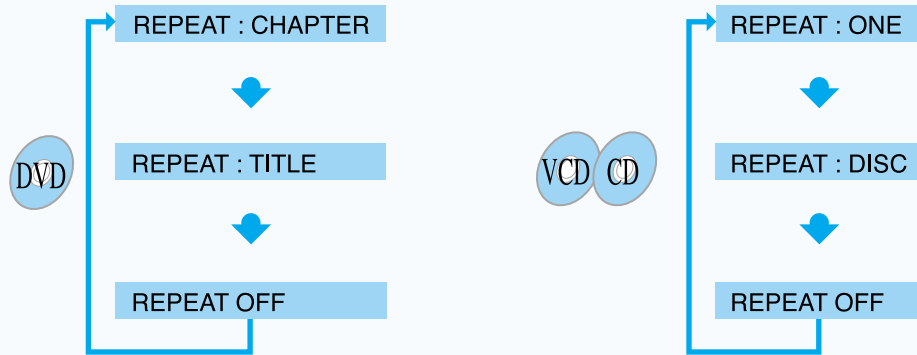 REPEAT : CHAPTER
DVD
REPEAT : TITLE
REPEAT OFF
REPEAT : ONE
VCD CD
REPEAT : DISC
REPEAT OFF